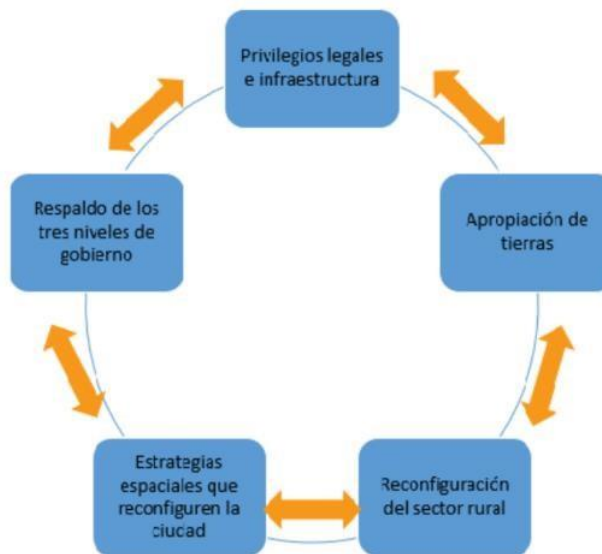 Privilegios legales
e infraestructura
Respaldo de los
tres niveles de
gobierno
Apropiación de
tierras
Estrategias
espaciales que
reconfiguren la
ciudad
Reconfiguración
del sector rural